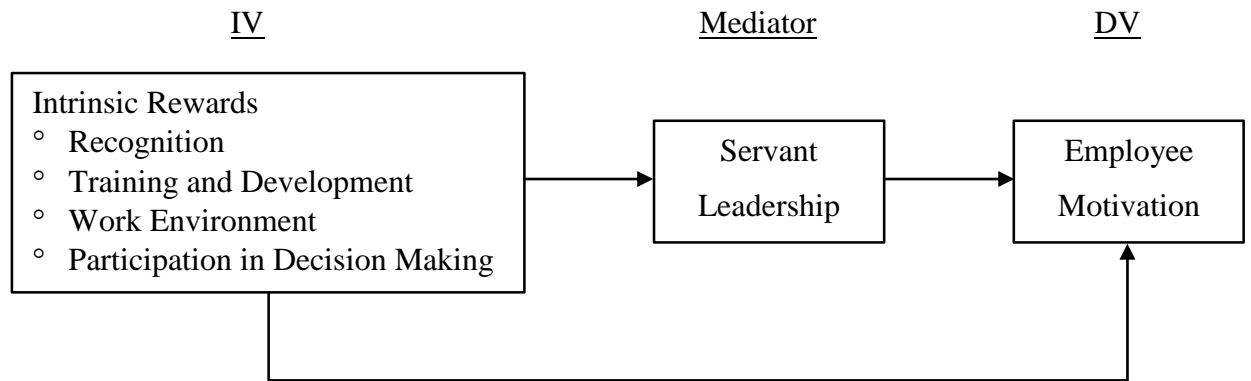 IV
Mediator
DV
Intrinsic Rewards
° Recognition
° Training and Development
° Work Environment
° Participation in Decision Making
Servant
Leadership
Employee
Motivation